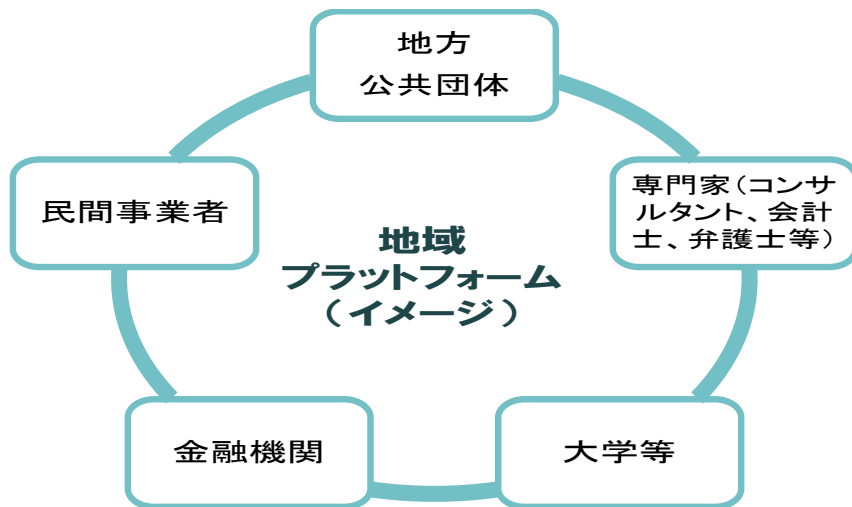 地方
公共団体
民間事業者
専門家（コンサ
ルタント、会計
士、弁護士等）
地域
プラットフォーム
（イメージ）
金融機関
大学等